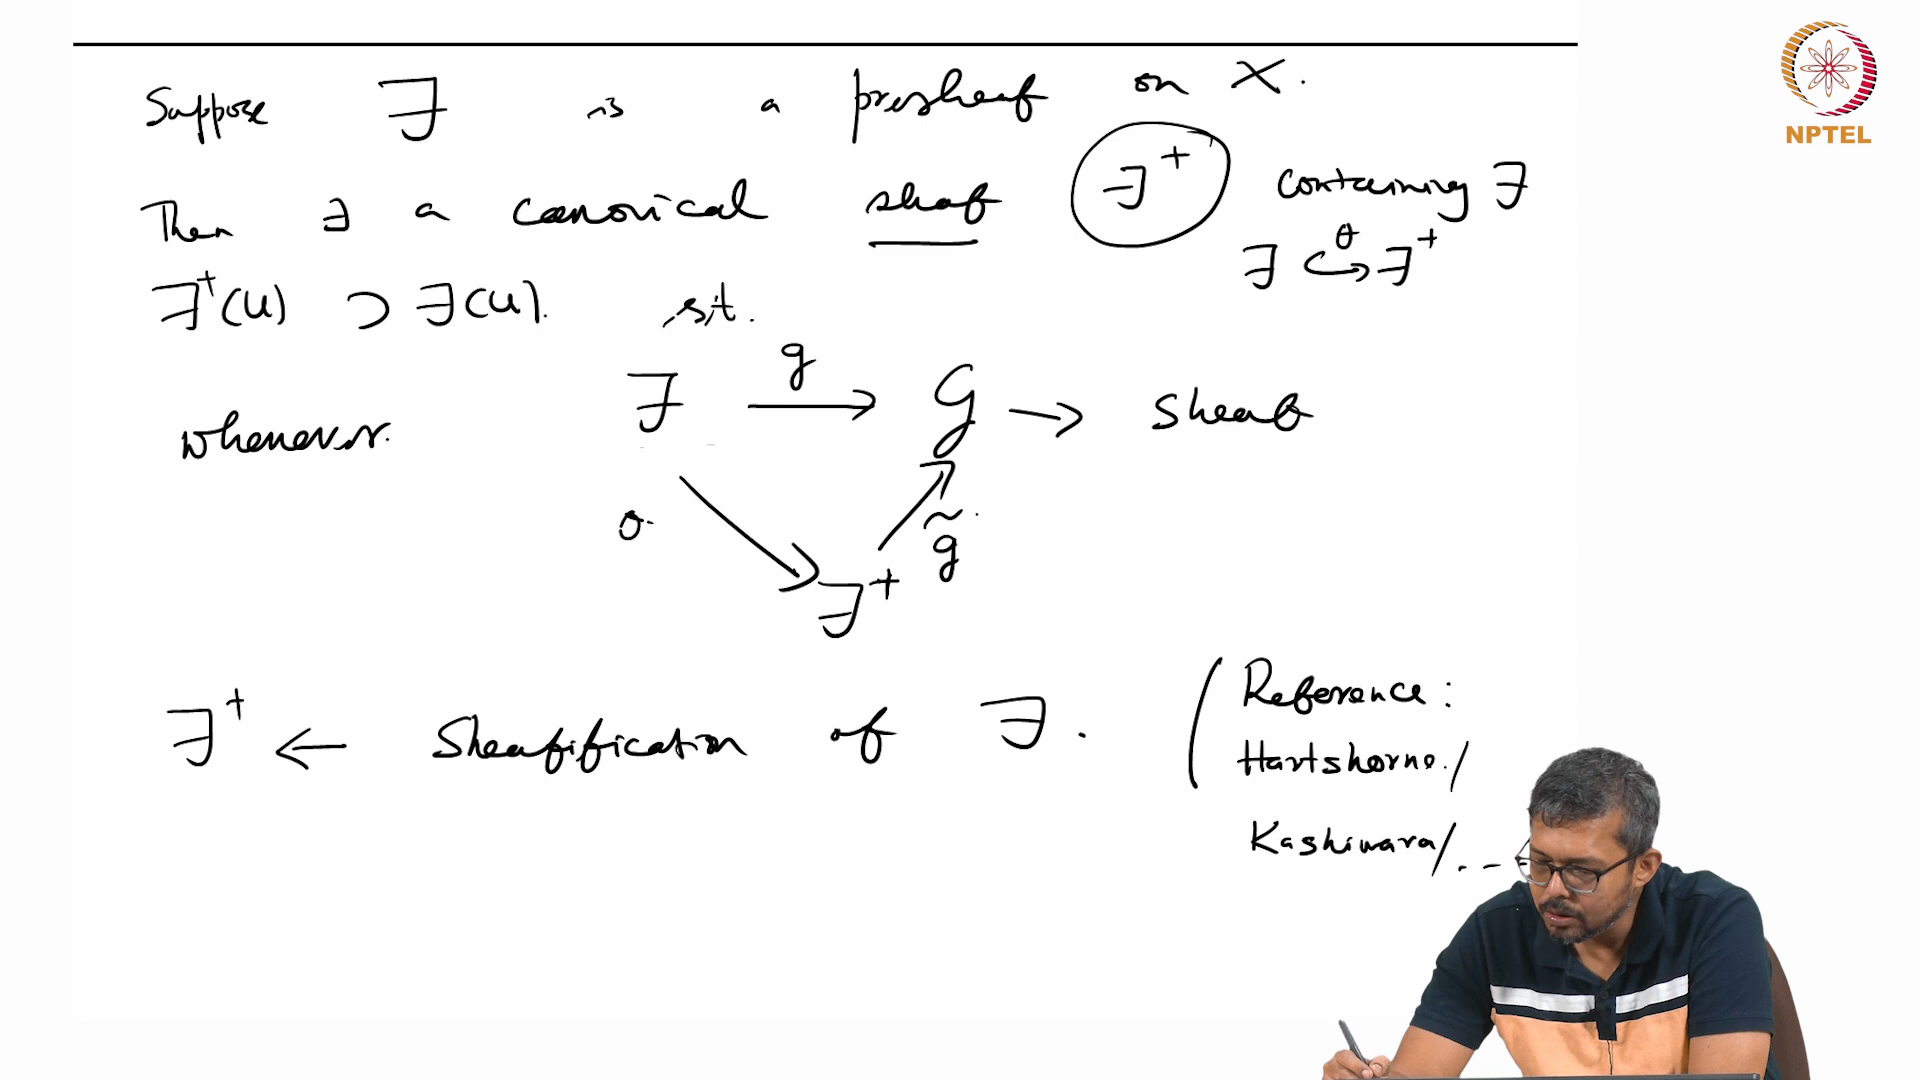 NPTEL
Suppose ℱ is a presheaf on X.
Then ∃ a canonical sheaf ℱ⁺ containing ℱ
ℱ ↪ ℱ⁺ θ
ℱ⁺(U) ⊃ ℱ(U). s.t.
whenever ℱ → G → Sheaf
g
θ. g̃
ℱ⁺
ℱ⁺ ← Sheafification of ℱ.
(Reference:
Hartshorne./
Kashiwara/...